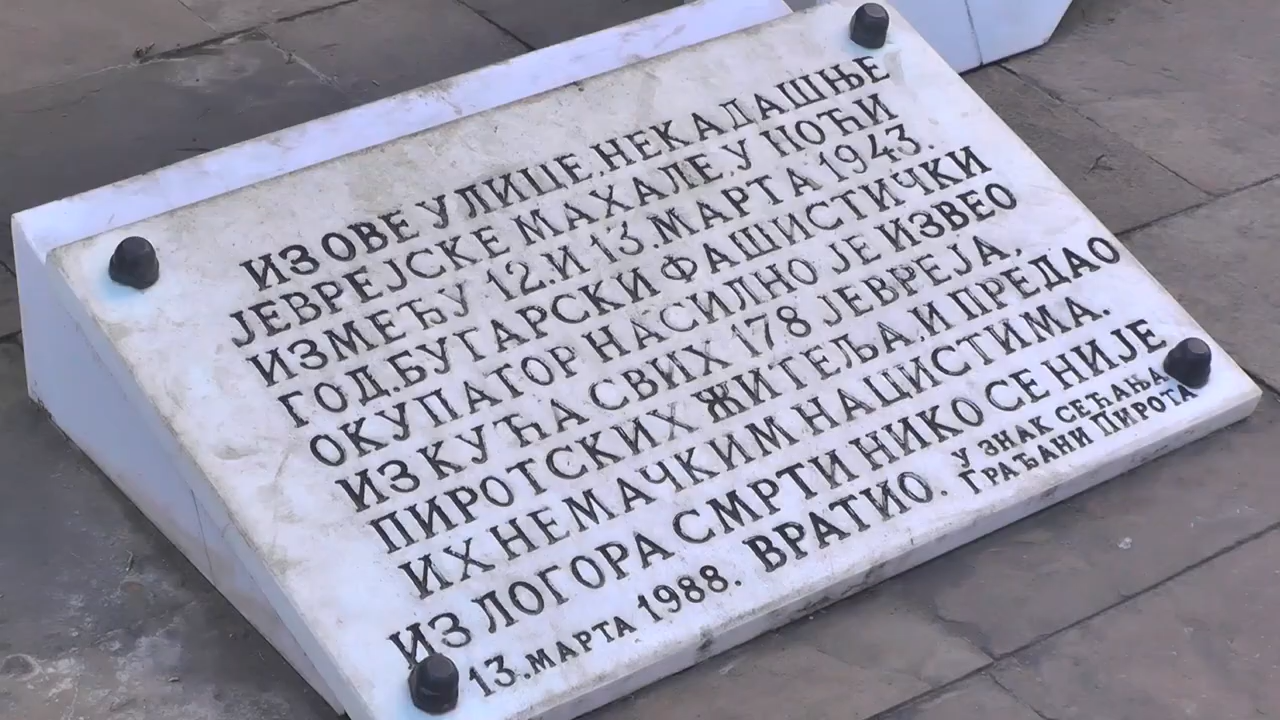 ИЗ ОВЕ УЛИЦЕ, НЕКАДАШЊЕ
ЈЕВРЕЈСКЕ МАХАЛЕ, У НОЋИ
ИЗМЕЂУ 12. И 13. МАРТА 1943.
ГОД. БУГАРСКИ ФАШИСТИЧКИ
ОКУПАТОР НАСИЛНО ЈЕ ИЗВЕО
ИЗ КУЋА СВИХ 178 ЈЕВРЕЈА,
ПИРОТСКИХ ЖИТЕЉА, И ПРЕДАО
ИХ НЕМАЧКИМ НАЦИСТИМА.
ИЗ ЛОГОРА СМРТИ НИКО СЕ НИЈЕ
ВРАТИО.
У ЗНАК СЕЋАЊА
13. МАРТА 1988.
ГРАЂАНИ ПИРОТА